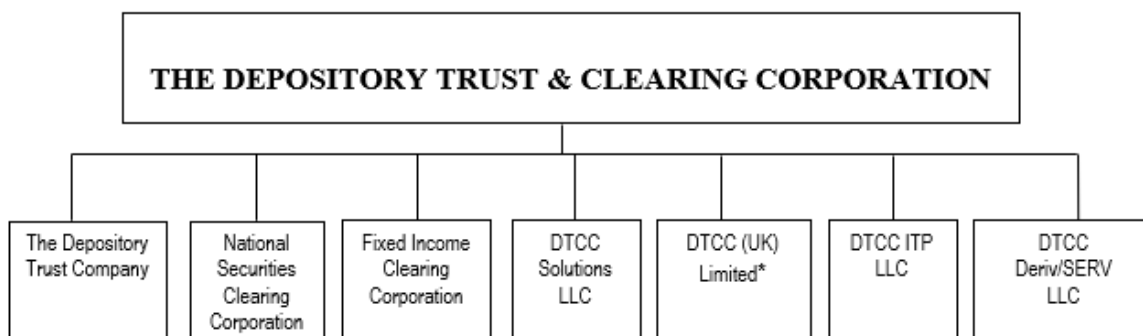 THE DEPOSITORY TRUST & CLEARING CORPORATION
The Depository
Trust Company
National
Securities
Clearing
Corporation
Fixed Income
Clearing
Corporation
DTCC
Solutions
LLC
DTCC (UK)
Limited*
DTCC ITP
LLC
DTCC
Deriv/SERV
LLC